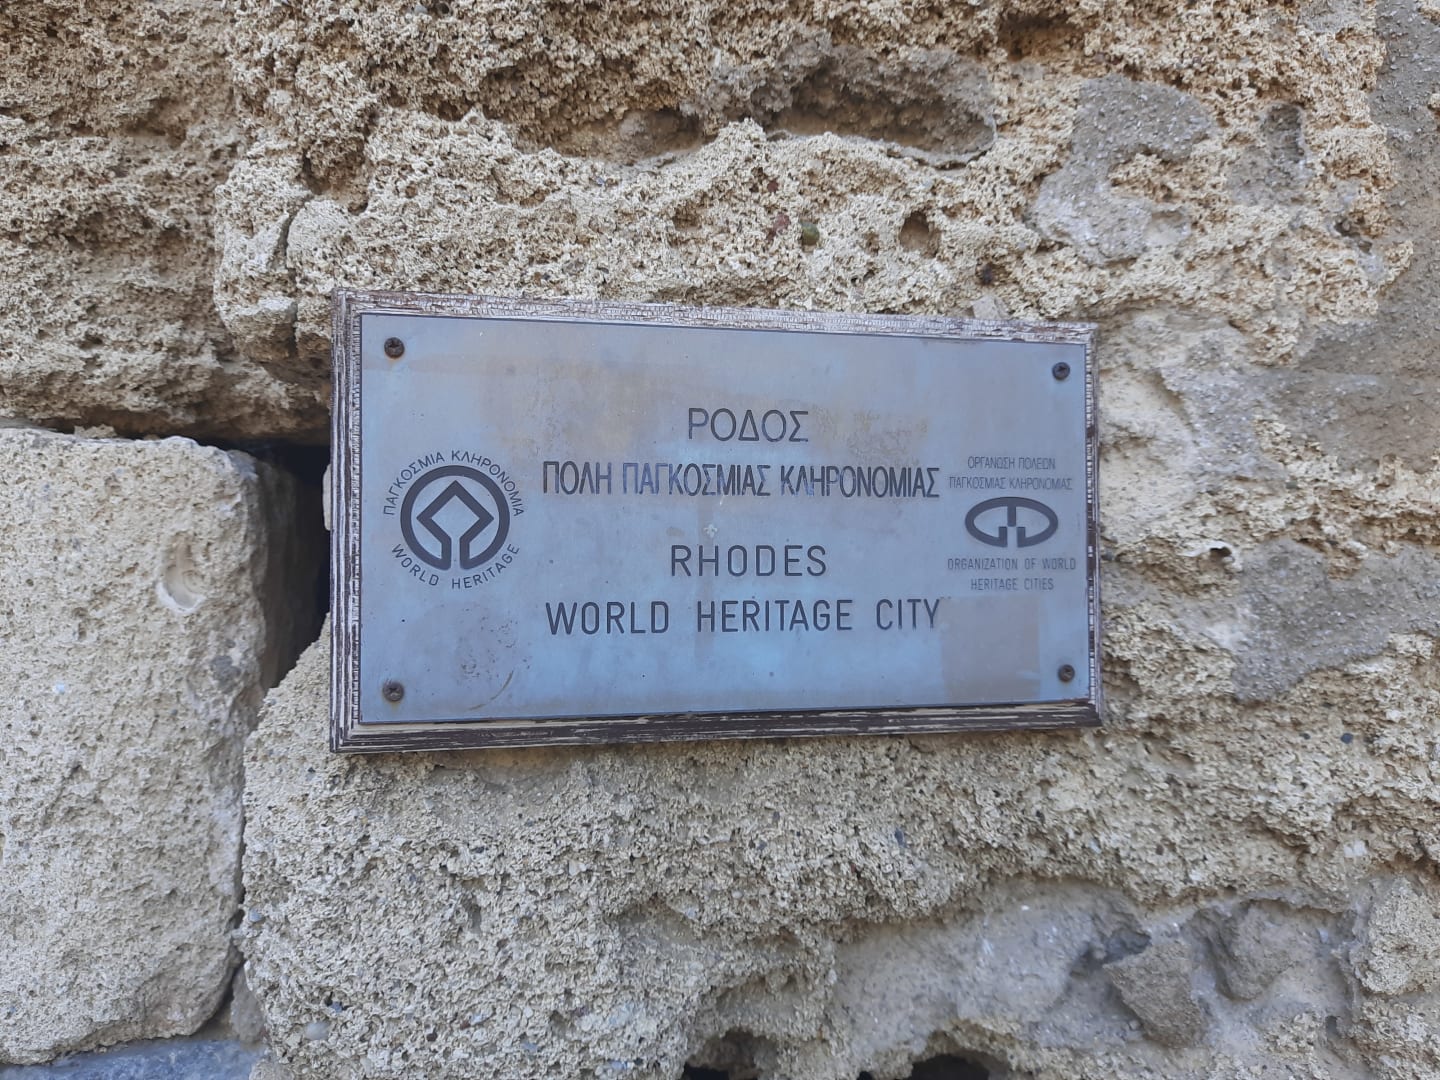 ΡΟΔΟΣ
ΠΟΛΗ ΠΑΓΚΟΣΜΙΑΣ ΚΛΗΡΟΝΟΜΙΑΣ
RHODES
WORLD HERITAGE CITY
ΠΑΓΚΟΣΜΙΑ ΚΛΗΡΟΝΟΜΙΑ
WORLD HERITAGE
ΟΡΓΑΝΩΣΗ ΠΟΛΕΩΝ
ΠΑΓΚΟΣΜΙΑΣ ΚΛΗΡΟΝΟΜΙΑΣ
ORGANIZATION OF WORLD
HERITAGE CITIES